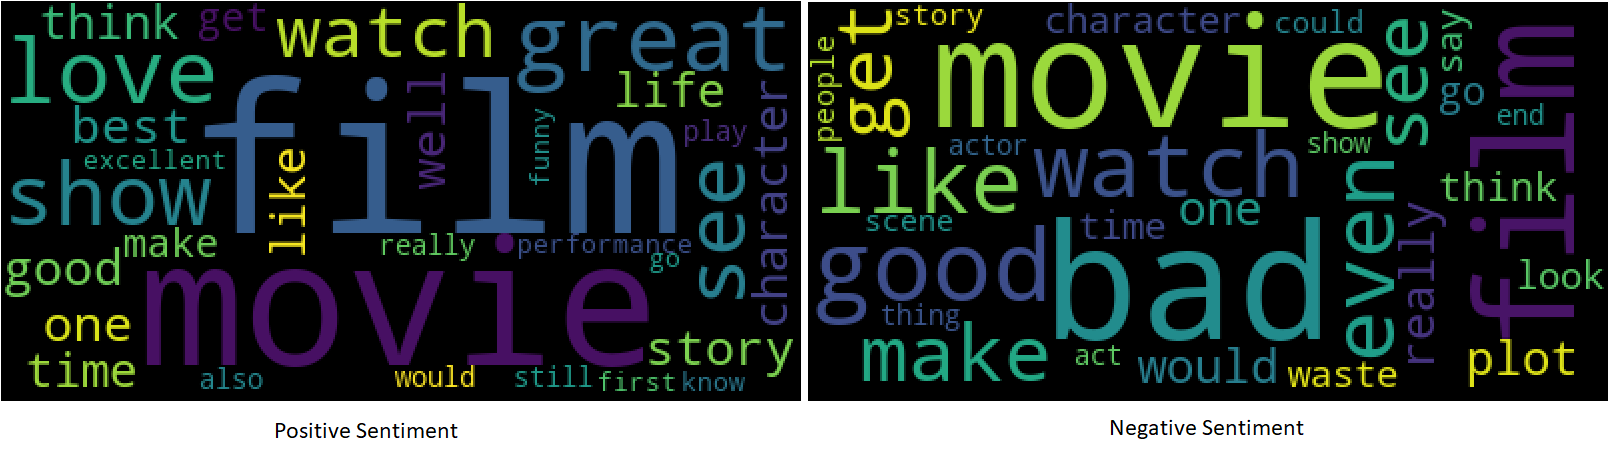 think
get
watch
great
love
film
well
life
best
funny
play
character
excellent
like
show
see
make
really
performance
good
go
movie
one
story
time
also
would
still
first
know
Positive Sentiment
story
character
could
people
get
movie
see
say
film
go
end
actor
watch
show
like
think
scene
time
one
even
really
good
bad
look
thing
make
act
would
waste
plot
Negative Sentiment